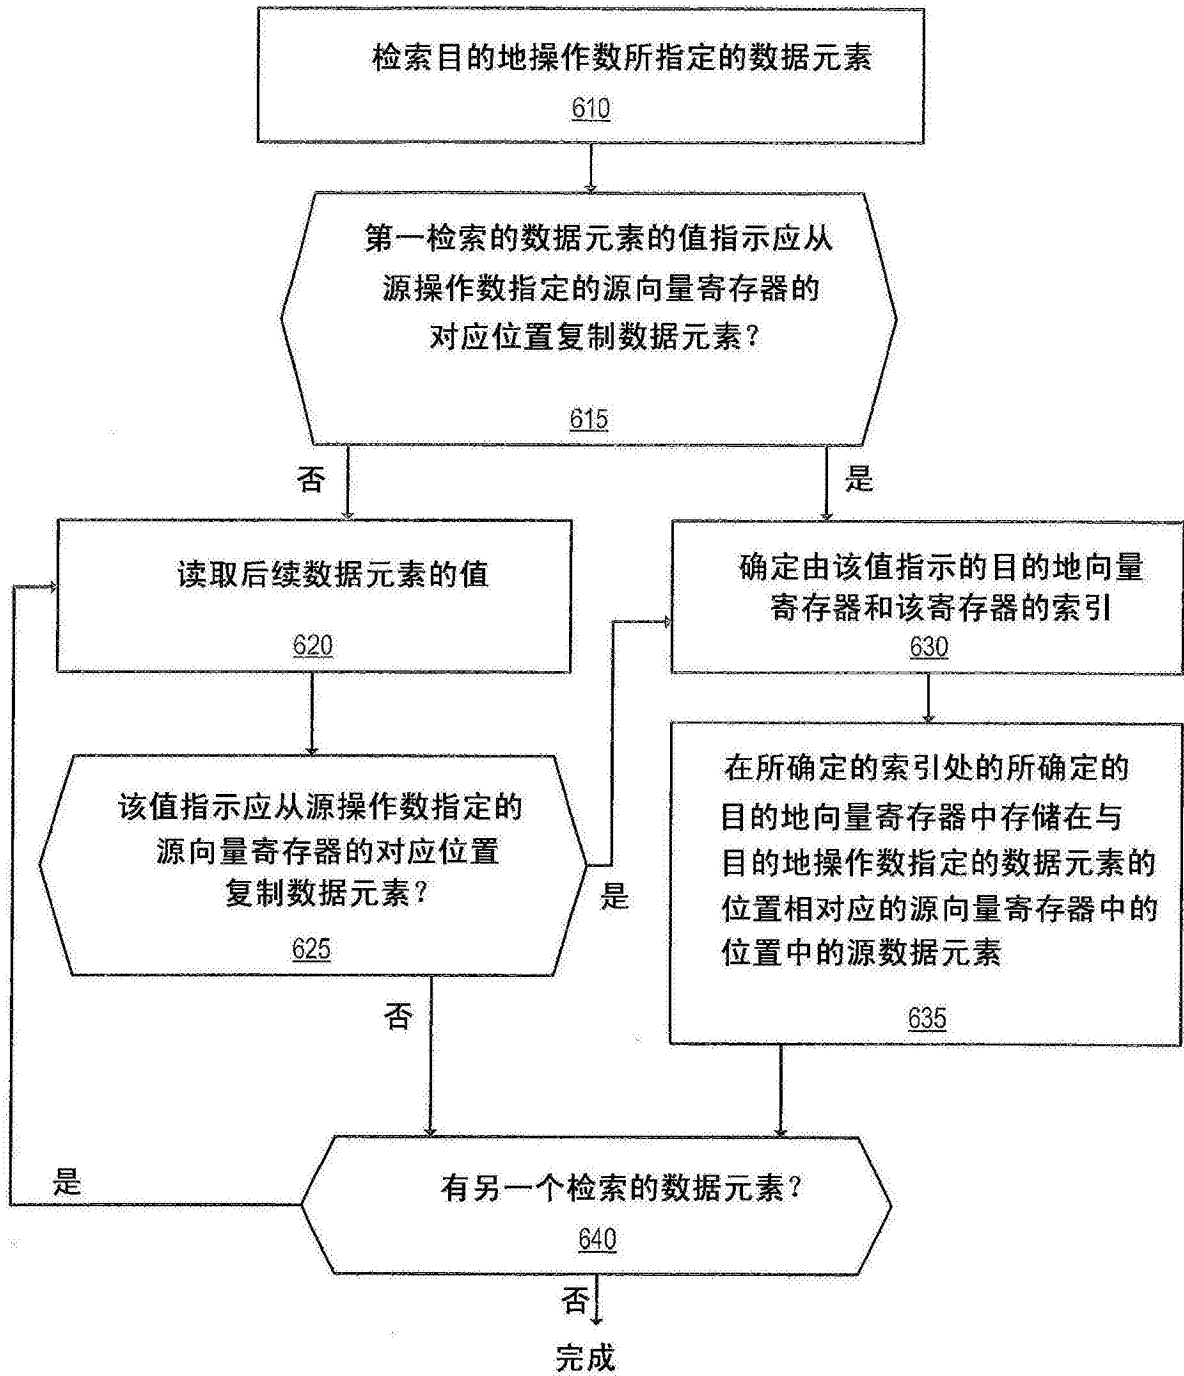 检索目的地操作数所指定的数据元素
610
第一检索的数据元素的值指示应从
源操作数指定的源向量寄存器的
对应位置复制数据元素？
615
否
是
读取后续数据元素的值
620
确定由该值指示的目的地向量
寄存器和该寄存器的索引
630
该值指示应从源操作数指定的
源向量寄存器的对应位置
复制数据元素？
625
是
否
在所确定的索引处的所确定的
目的地向量寄存器中存储在与
目的地操作数指定的数据元素的
位置相对应的源向量寄存器中的
位置中的源数据元素
635
是
有另一个检索的数据元素？
640
否
完成